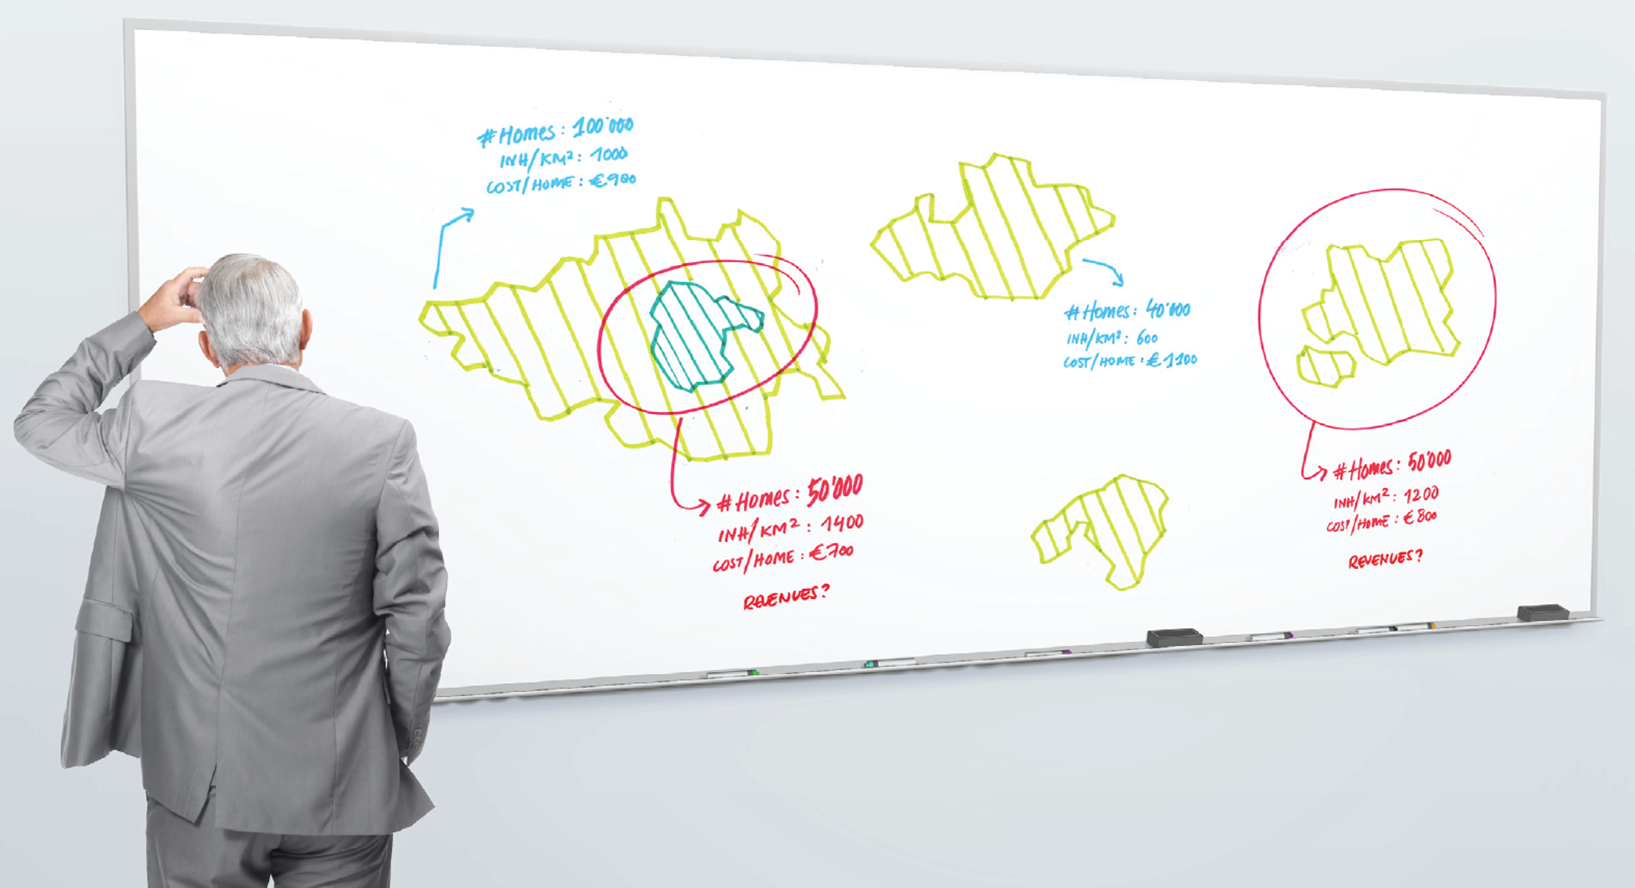 # Homes: 100'000
INH/KM²: 1000
COST/HOME: €900
# Homes: 50'000
INH/KM²: 1400
COST/HOME: €700
REVENUES?
# Homes: 40'000
INH/KM²: 600
COST/HOME: €1100
# Homes: 50'000
INH/KM²: 1200
COST/HOME: €800
REVENUES?